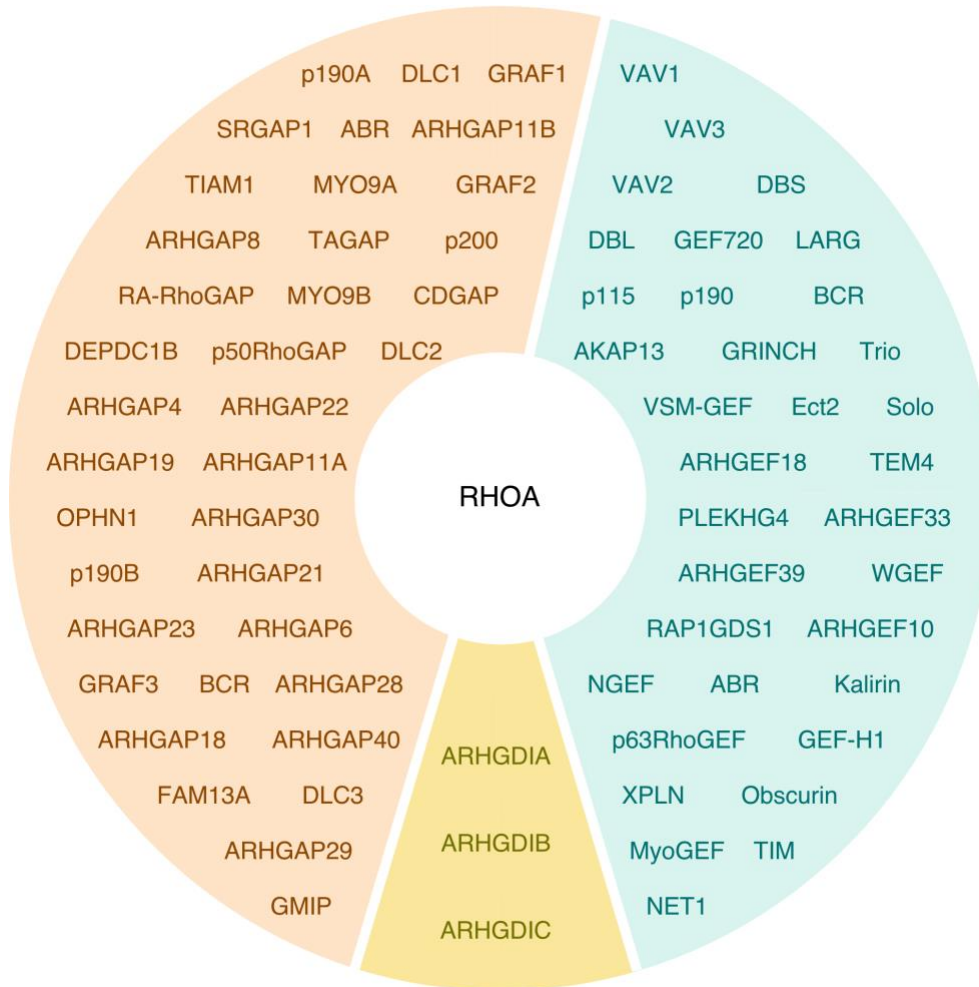 p190A DLC1 GRAF1
SRGAP1 ABR ARHGAP11B
TIAM1 MYO9A GRAF2
ARHGAP8 TAGAP p200
RA-RhoGAP MYO9B CDGAP
DEPDC1B p50RhoGAP DLC2
ARHGAP4 ARHGAP22
ARHGAP19 ARHGAP11A
OPHN1 ARHGAP30
p190B ARHGAP21
ARHGAP23 ARHGAP6
GRAF3 BCR ARHGAP28
ARHGAP18 ARHGAP40
FAM13A DLC3
ARHGAP29
GMIP
RHOA
ARHGDIA
ARHGDIB
ARHGDIC
VAV1
VAV3
VAV2 DBS
DBL GEF720 LARG
p115 p190 BCR
AKAP13 GRINCH Trio
VSM-GEF Ect2 Solo
ARHGEF18 TEM4
PLEKHG4 ARHGEF33
ARHGEF39 WGEF
RAP1GDS1 ARHGEF10
NGEF ABR Kalirin
p63RhoGEF GEF-H1
XPLN Obscurin
MyoGEF TIM
NET1